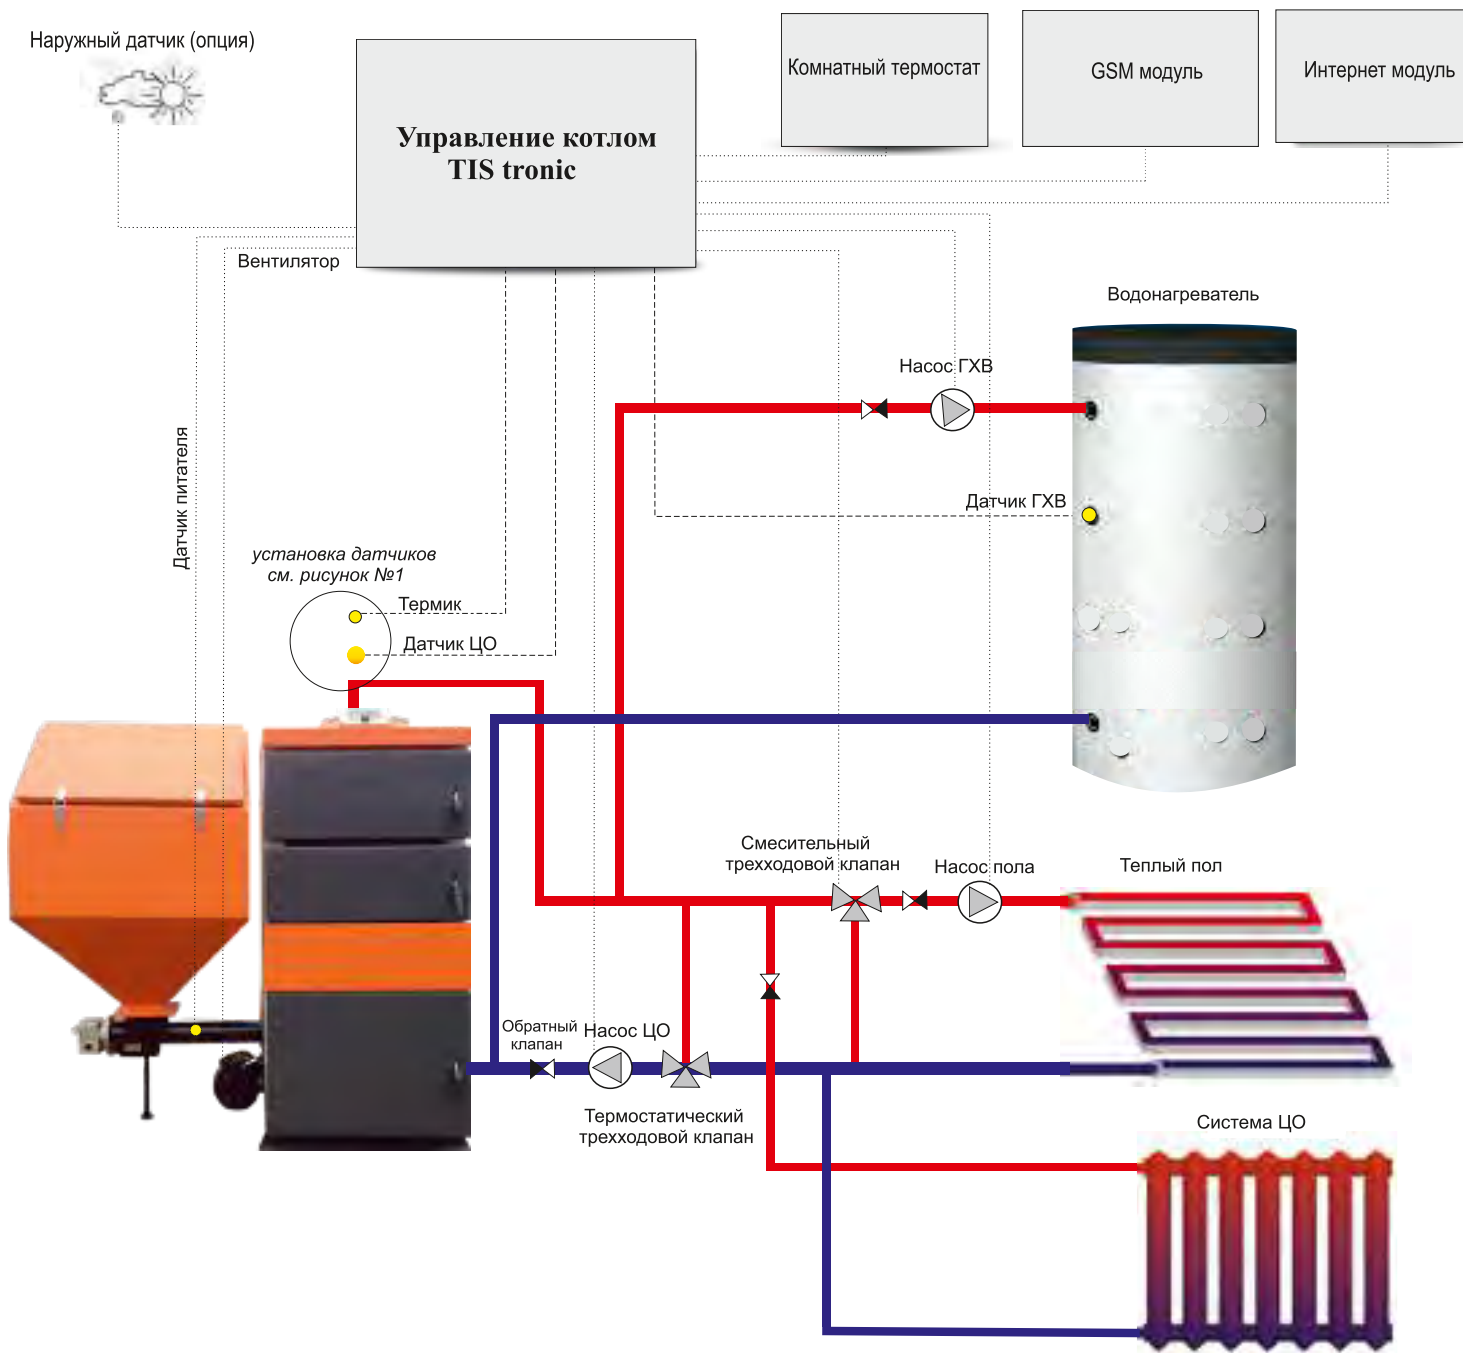 Наружный датчик (опция)
Управление котлом
TIS tronic
Комнатный термостат
GSM модуль
Интернет модуль
Вентилятор
Водонагреватель
Насос ГХВ
Датчик питателя
Датчик ГХВ
установка датчиков
см. рисунок №1
Термик
Датчик ЦО
Смесительный
трехходовой клапан
Насос пола
Теплый пол
Обратный
клапан
Насос ЦО
Термостатический
трехходовой клапан
Система ЦО